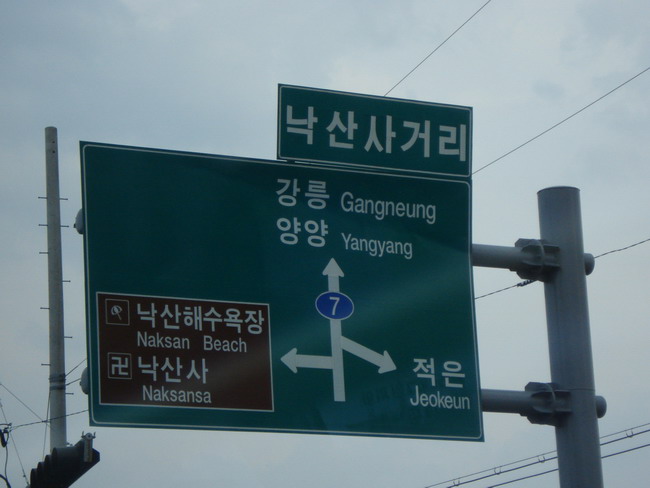 낙산사거리
강릉 Gangneung
양양 Yangyang
7
낙산해수욕장
Naksan Beach
卍 낙산사
Naksansa
적은
Jeokeun